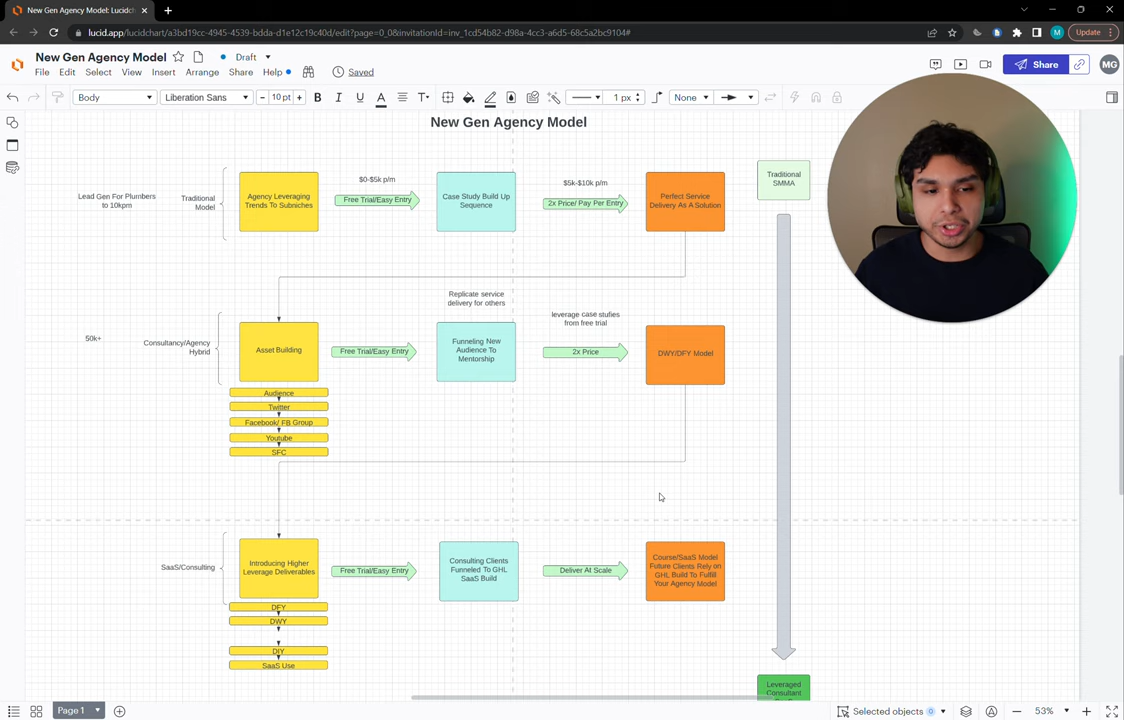 New Gen Agency Model: Lucidch
lucid.app/lucidchart/a3bd19cc-4945-4539-bdda-d1e12c19c40d/edit?page=0_0&invitationId=inv_1cd54b82-d98a-4cc3-a6d5-68c5a2bc9104#
M
Update
New Gen Agency Model
Draft
File Edit Select View Insert Arrange Share Help
Saved
Share
MG
Body
Liberation Sans
10 pt
B I U A T
1 px
None
New Gen Agency Model
Lead Gen For Plumbers
to 10kpm
Traditional
Model
Agency Leveraging
Trends To Subniches
$0-$5k p/m
Free Trial/Easy Entry
Case Study Build Up
Sequence
$5k-$10k p/m
2x Price/ Pay Per Entry
Perfect Service
Delivery As A Solution
Traditional
SMMA
Replicate service
delivery for others
leverage case stufies
from free trial
50k+
Consultancy/Agency
Hybrid
Asset Building
Free Trial/Easy Entry
Funneling New
Audience To
Mentorship
2x Price
DWY/DFY Model
Audience
Twitter
Facebook/ FB Group
Youtube
SFC
SaaS/Consulting
Introducing Higher
Leverage Deliverables
Free Trial/Easy Entry
Consulting Clients
Funneled To GHL
SaaS Build
Deliver At Scale
Course/SaaS Model
Future Clients Rely on
GHL Build To Fulfill
Your Agency Model
DFY
DWY
DIY
SaaS Use
Leveraged
Consultant
Page 1
Selected objects 0
53%